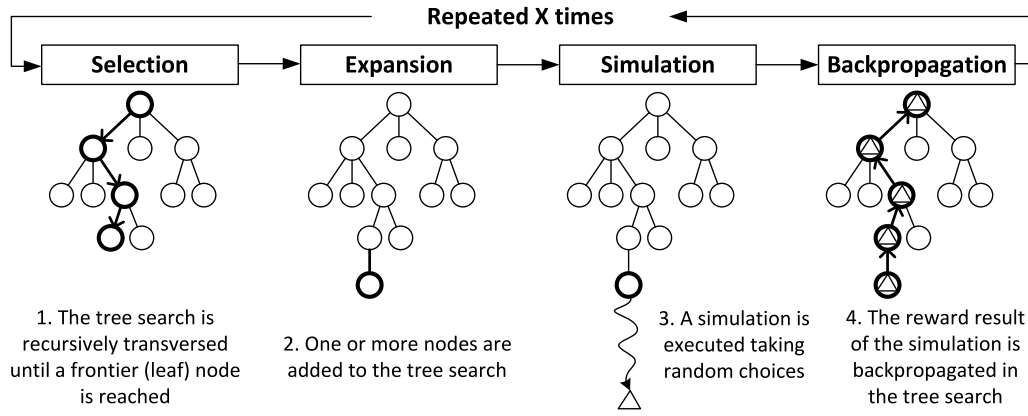 Repeated X times
Selection
Expansion
Simulation
Backpropagation
1. The tree search is
recursively transversed
until a frontier (leaf) node
is reached
2. One or more nodes are
added to the tree search
3. A simulation is
executed taking
random choices
4. The reward result
of the simulation is
backpropagated in
the tree search